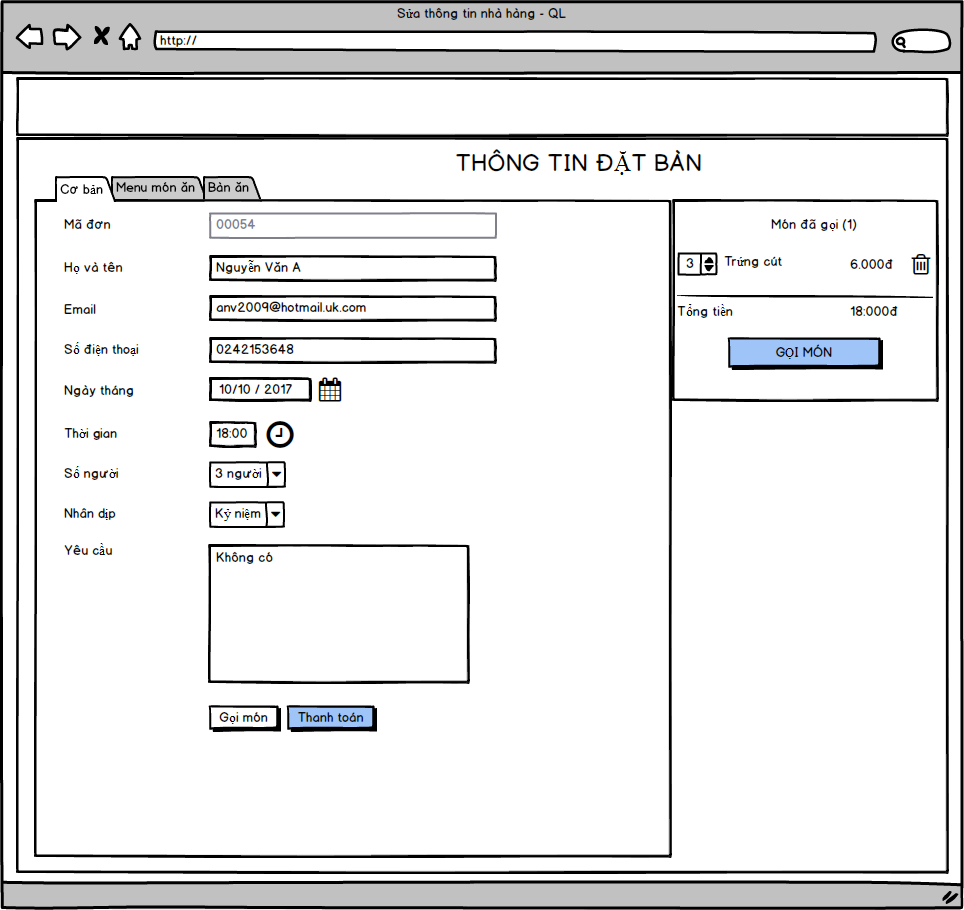 Sửa thông tin nhà hàng - QL
http://
THÔNG TIN ĐẶT BÀN
Cơ bản
Menu món ăn
Bàn ăn
Mã đơn
00054
Họ và tên
Nguyễn Văn A
Email
anv2009@hotmail.uk.com
Số điện thoại
0242153648
Ngày tháng
10/10 / 2017
Thời gian
18:00
Số người
3 người
Nhân dịp
Kỷ niệm
Yêu cầu
Không có
Gọi món
Thanh toán
Món đã gọi (1)
3
Trứng cút
6.000đ
Tổng tiền
18:000đ
GỌI MÓN